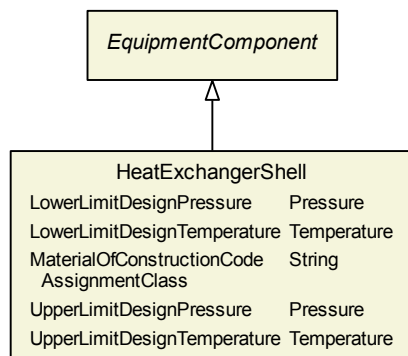 EquipmentComponent
HeatExchangerShell
LowerLimitDesignPressure Pressure
LowerLimitDesignTemperature Temperature
MaterialOfConstructionCode String
AssignmentClass
UpperLimitDesignPressure Pressure
UpperLimitDesignTemperature Temperature